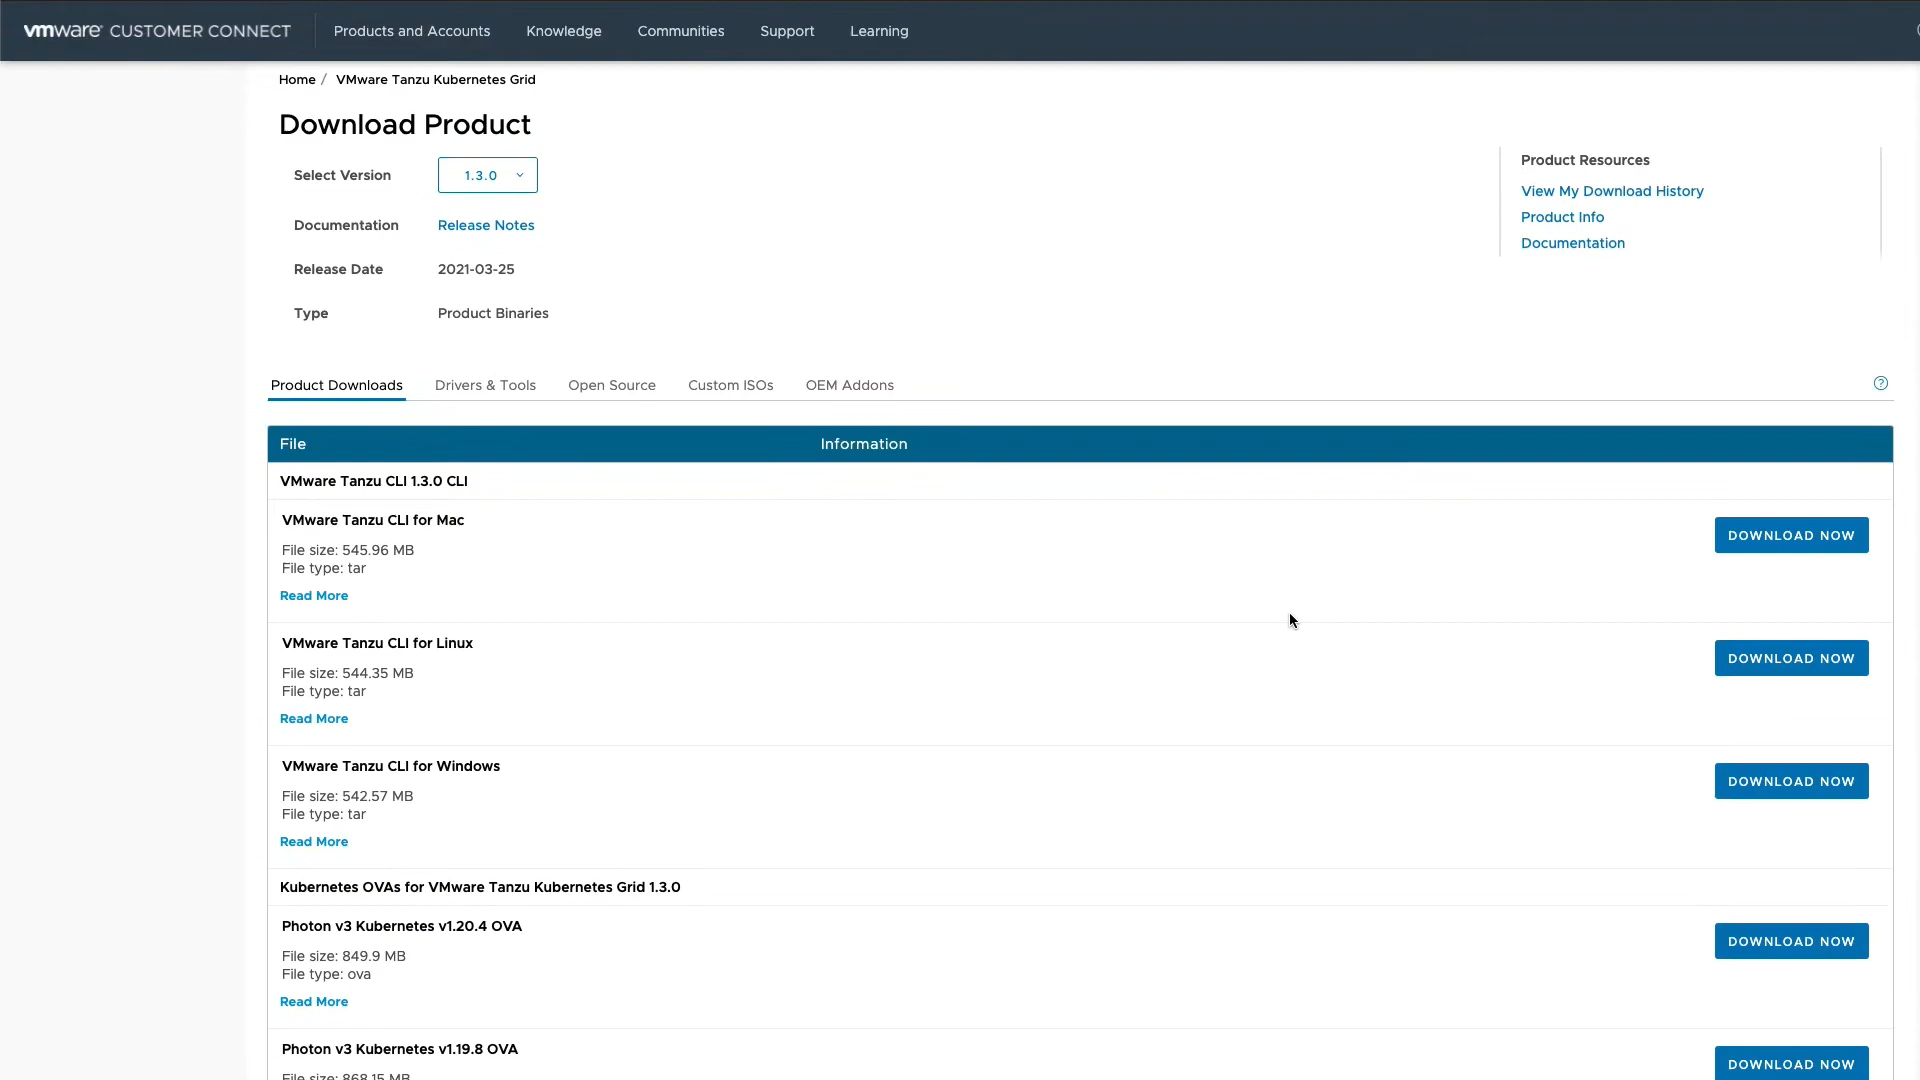 vmware® CUSTOMER CONNECT
Products and Accounts
Knowledge
Communities
Support
Learning
Home / VMware Tanzu Kubernetes Grid
Download Product
Select Version
1.3.0
Documentation
Release Notes
Release Date
2021-03-25
Type
Product Binaries
Product Resources
View My Download History
Product Info
Documentation
Product Downloads
Drivers & Tools
Open Source
Custom ISOs
OEM Addons
?
File
Information
VMware Tanzu CLI 1.3.0 CLI
VMware Tanzu CLI for Mac
File size: 545.96 MB
File type: tar
Read More
DOWNLOAD NOW
VMware Tanzu CLI for Linux
File size: 544.35 MB
File type: tar
Read More
DOWNLOAD NOW
VMware Tanzu CLI for Windows
File size: 542.57 MB
File type: tar
Read More
DOWNLOAD NOW
Kubernetes OVAs for VMware Tanzu Kubernetes Grid 1.3.0
Photon v3 Kubernetes v1.20.4 OVA
File size: 849.9 MB
File type: ova
Read More
DOWNLOAD NOW
Photon v3 Kubernetes v1.19.8 OVA
File size: 868.15 MB
DOWNLOAD NOW